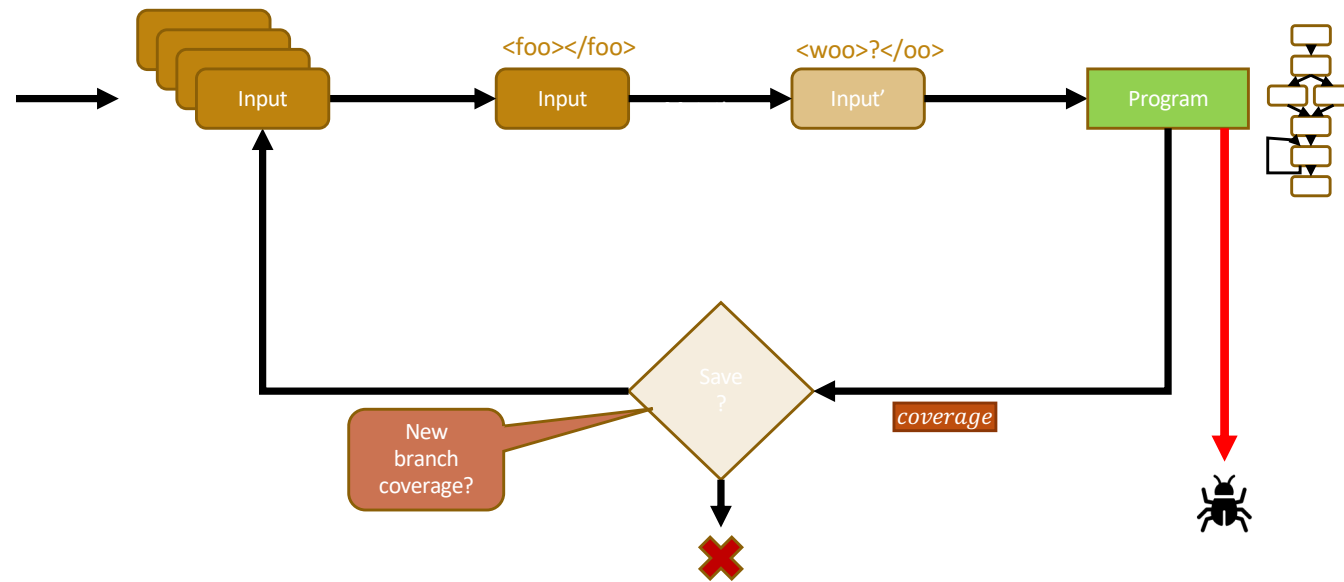 <foo></foo>
<woo>?</oo>
Input
Input
Input′
Program
Save
?
coverage
New
branch
coverage?